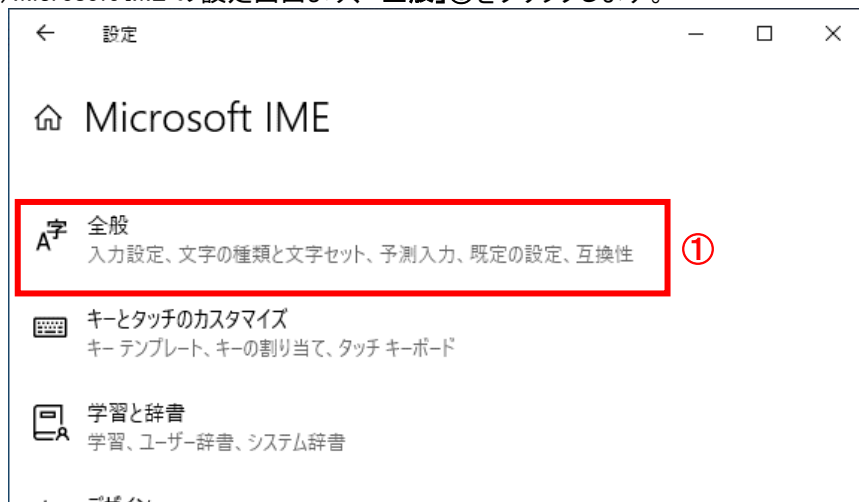 設定
Microsoft IME
全般
入力設定、文字の種類と文字セット、予測入力、既定の設定、互換性
①
キーとタッチのカスタマイズ
キー テンプレート、キーの割り当て、タッチ キーボード
学習と辞書
学習、ユーザー辞書、システム辞書